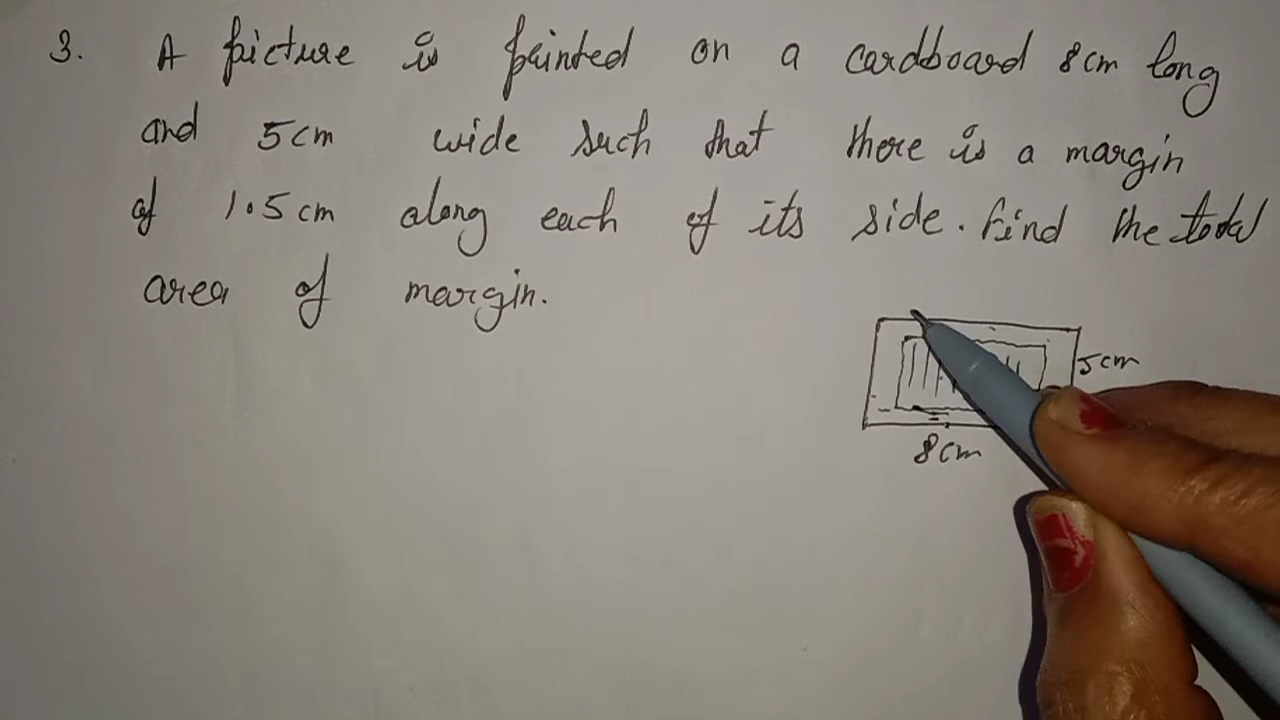 3. A picture is painted on a cardboard 8cm long
and 5cm wide such that there is a margin
of 1.5cm along each of its side. Find the total
area of margin.
5cm
8cm